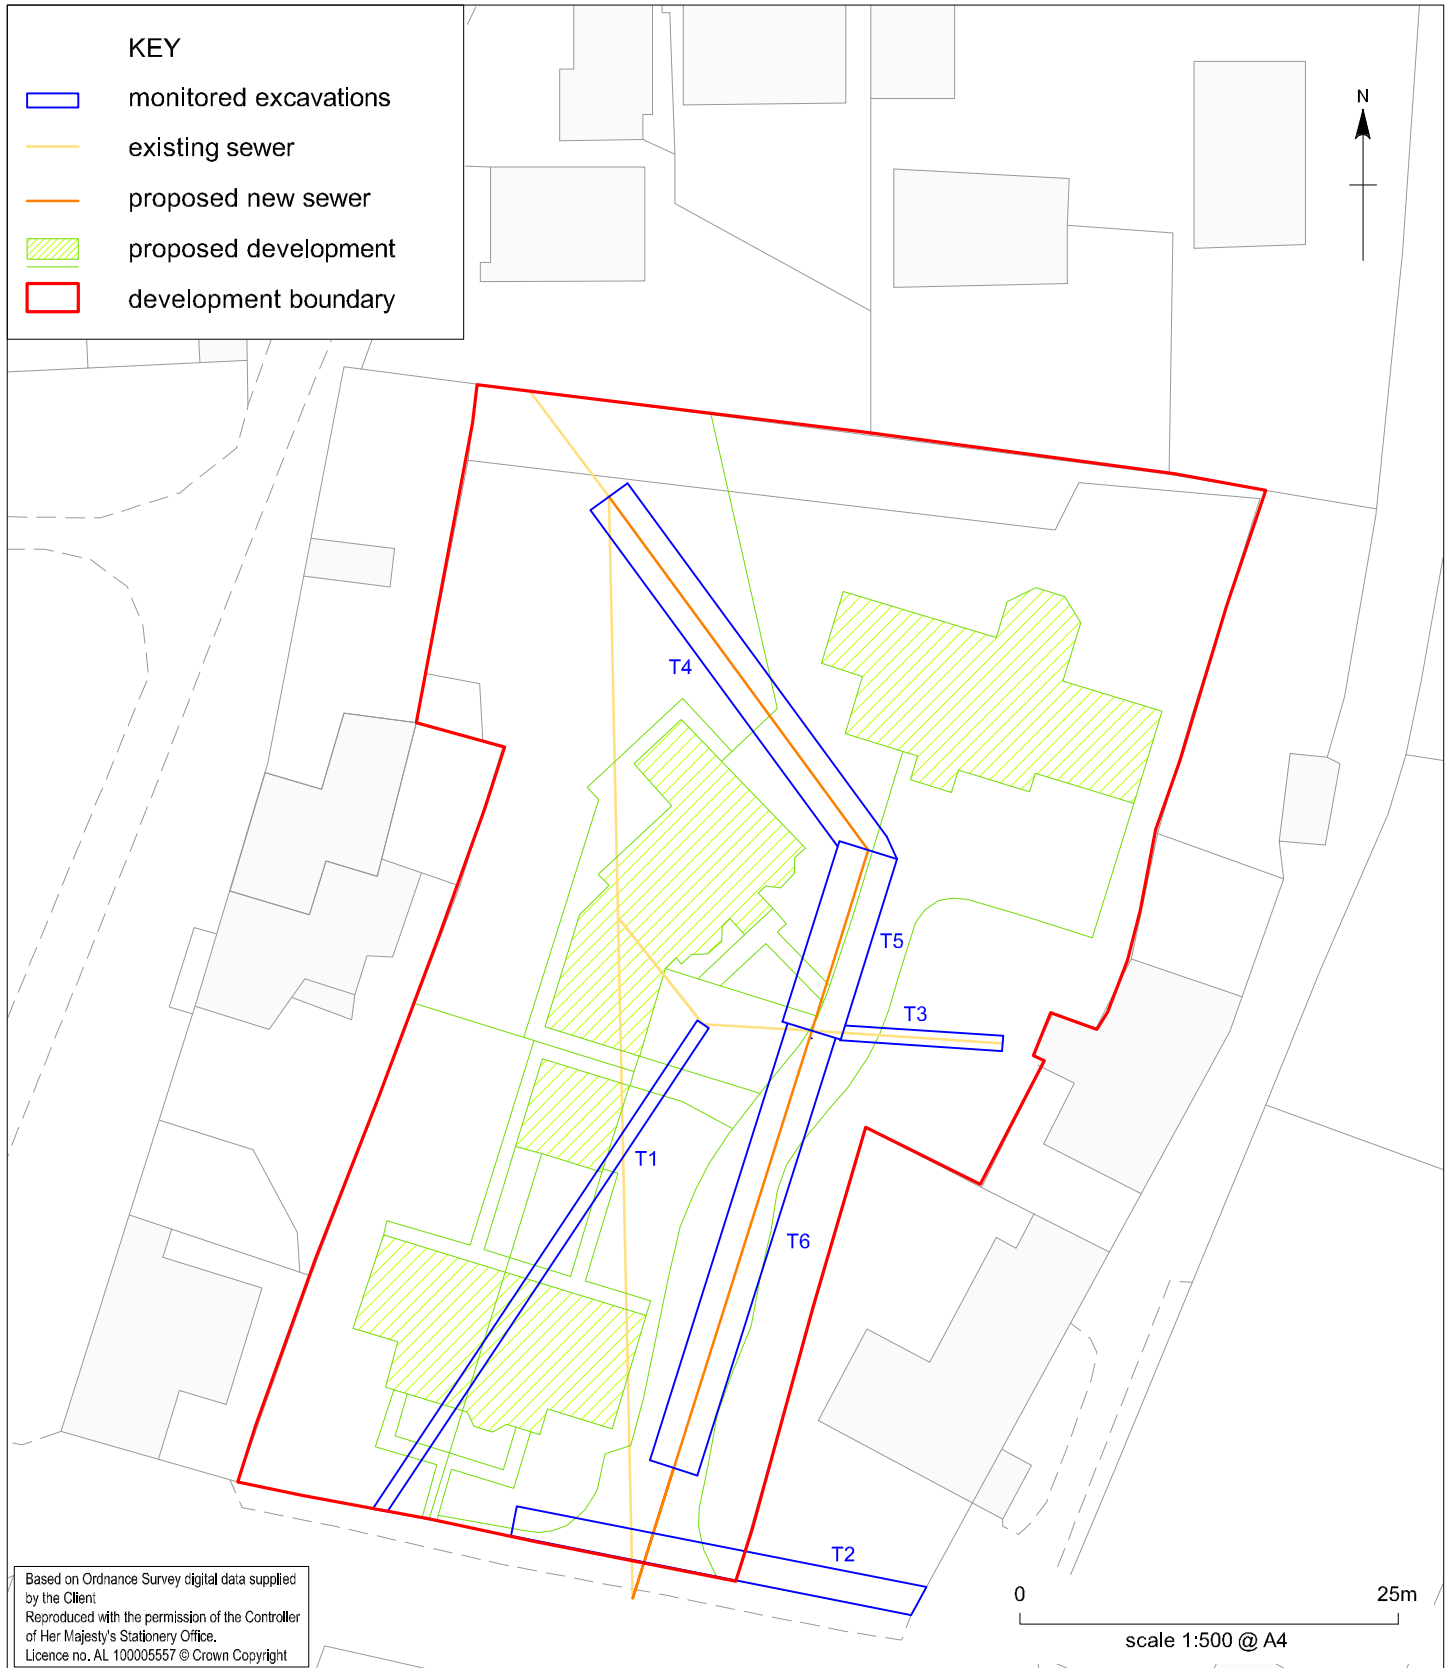 KEY
monitored excavations
existing sewer
proposed new sewer
proposed development
development boundary
N
T4
T5
T3
T1
T6
T2
Based on Ordnance Survey digital data supplied
by the Client
Reproduced with the permission of the Controller
of Her Majesty's Stationery Office.
Licence no. AL 100005557 © Crown Copyright
0 25m
scale 1:500 @ A4